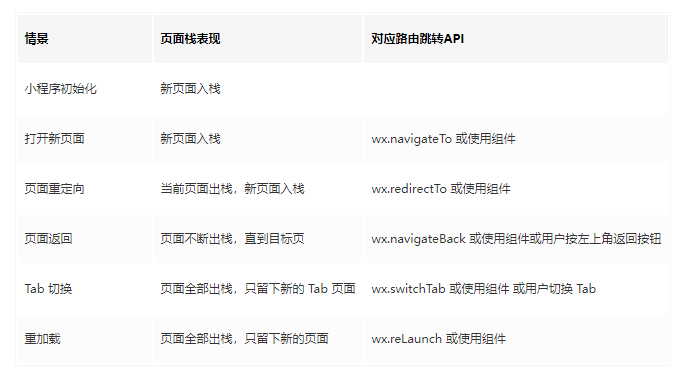 情景 页面栈表现 对应路由跳转API
小程序初始化 新页面入栈
打开新页面 新页面入栈 wx.navigateTo 或使用组件
页面重定向 当前页面出栈，新页面入栈 wx.redirectTo 或使用组件
页面返回 页面不断出栈，直到目标页 wx.navigateBack 或使用组件或用户按左上角返回按钮
Tab 切换 页面全部出栈，只留下新的 Tab 页面 wx.switchTab 或使用组件 或用户切换 Tab
重加载 页面全部出栈，只留下新的页面 wx.reLaunch 或使用组件